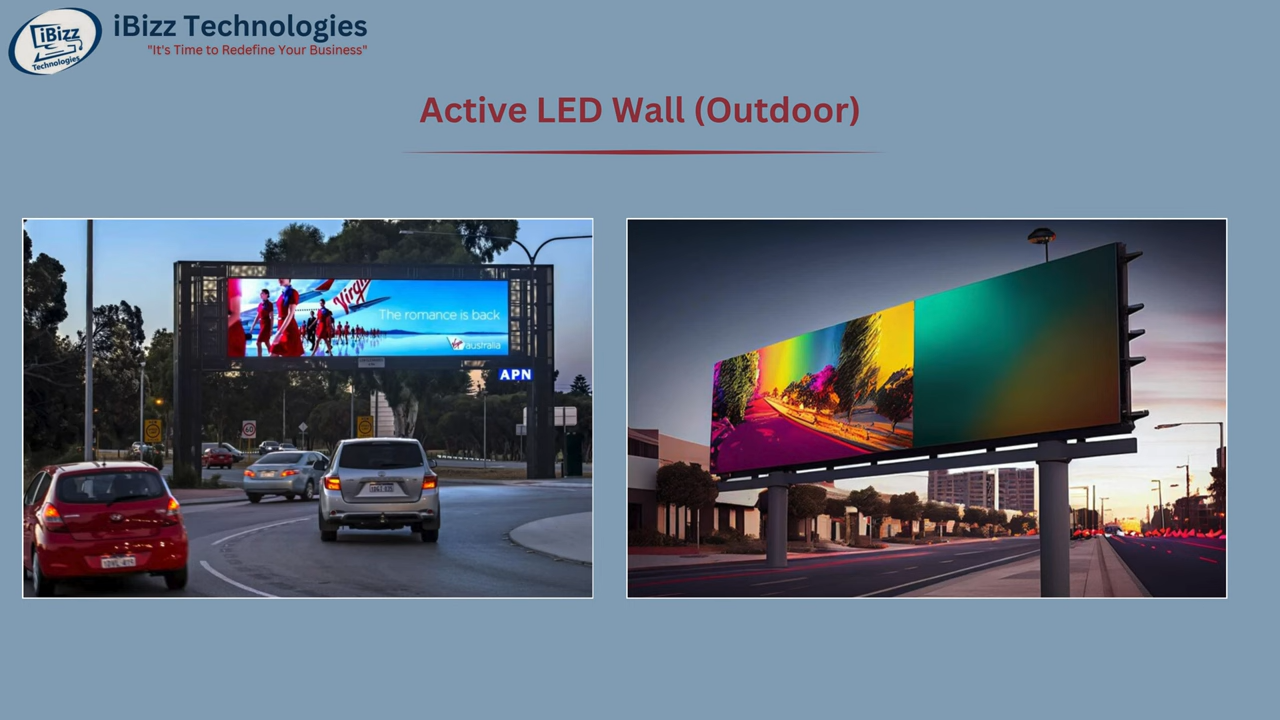 iBizz
Technologies
iBizz Technologies
"It's Time to Redefine Your Business"
Active LED Wall (Outdoor)
Virgin
The romance is back
australia
APN
40